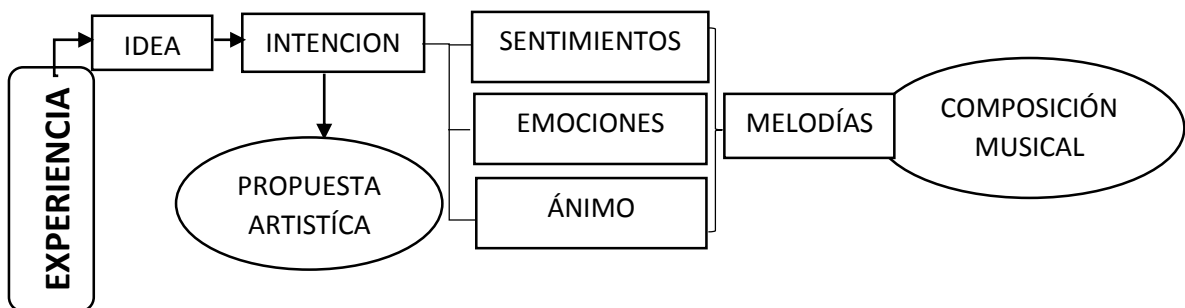 EXPERIENCIA
IDEA
INTENCION
PROPUESTA
ARTISTÍCA
SENTIMIENTOS
EMOCIONES
ÁNIMO
MELODÍAS
COMPOSICIÓN
MUSICAL